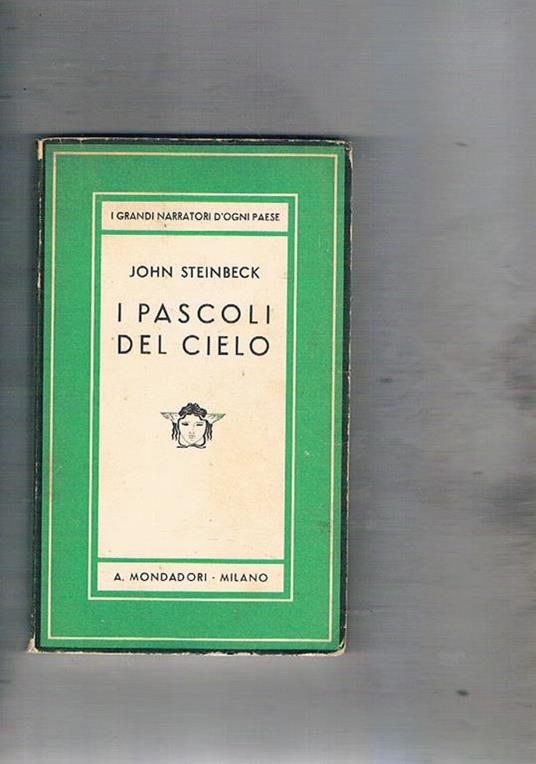 I GRANDI NARRATORI D'OGNI PAESE
JOHN STEINBECK
I PASCOLI
DEL CIELO
A. MONDADORI · MILANO